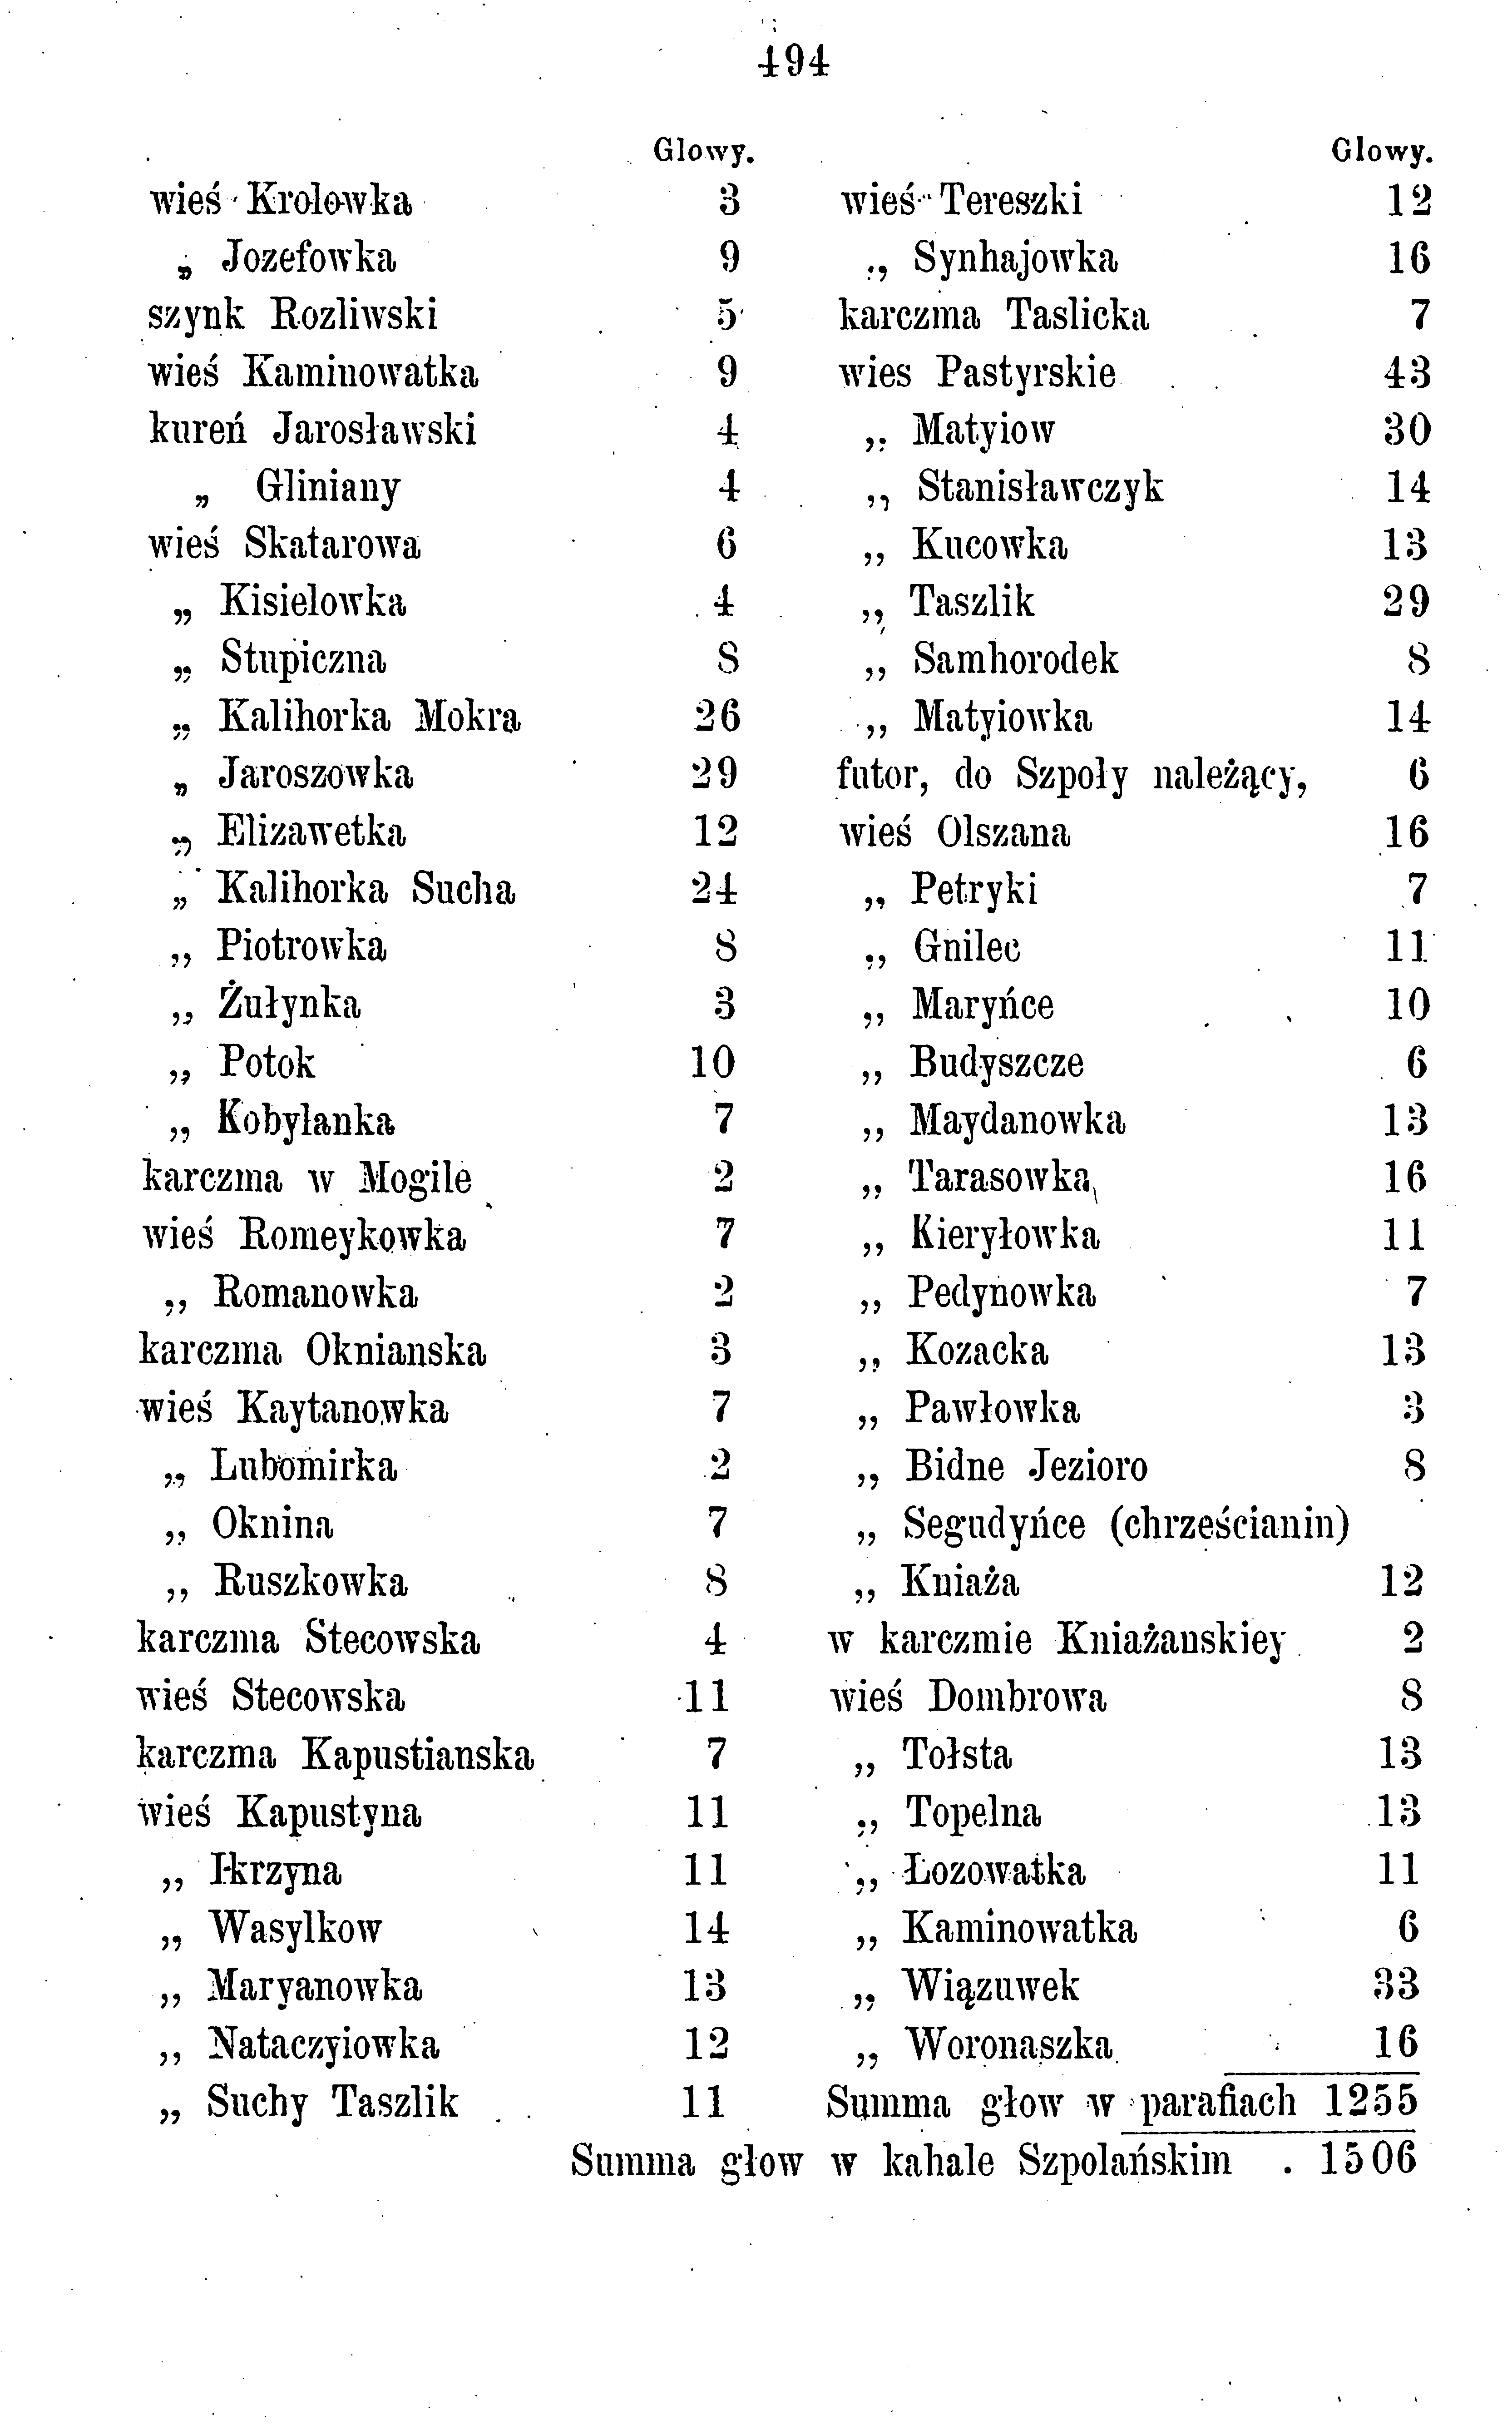 494
Glowy.
wieś Krolowka 3
„ Jozefowka 9
szynk Rozliwski 5
wieś Kaminowatka 9
kureń Jarosławski 4
„ Gliniany 4
wieś Skatarowa 6
„ Kisielowka 4
„ Stupiczna 8
„ Kalihorka Mokra 26
„ Jaroszowka 29
„ Elizawetka 12
„ Kalihorka Sucha 24
„ Piotrowka 8
„ Żułynka 3
„ Potok 10
„ Kobylanka 7
karczma w Mogile 2
wieś Romeykowka 7
„ Romanowka 2
karczma Oknianska 3
wieś Kaytanowka 7
„ Lubomirka 2
„ Oknina 7
„ Ruszkowka 8
karczma Stecowska 4
wieś Stecowska 11
karczma Kapustianska 7
wieś Kapustyna 11
„ Ikrzyna 11
„ Wasylkow 14
„ Maryanowka 13
„ Nataczyiowka 12
„ Suchy Taszlik 11
Glowy.
wieś Tereszki 12
„ Synhajowka 16
karczma Taslicka 7
wies Pastyrskie 43
„ Matyiow 30
„ Stanisławczyk 14
„ Kucowka 13
„ Taszlik 29
„ Samhorodek 8
„ Matyiowka 14
futor, do Szpoły należący, 6
wieś Olszana 16
„ Petryki 7
„ Gnilec 11
„ Maryńce 10
„ Budyszcze 6
„ Maydanowka 13
„ Tarasowka 16
„ Kieryłowka 11
„ Pedynowka 7
„ Kozacka 13
„ Pawłowka 3
„ Bidne Jezioro 8
„ Segudyńce (chrześcianin)
„ Kniaża 12
w karczmie Kniażanskiey 2
wieś Dombrowa 8
„ Tołsta 13
„ Topelna 13
„ Łozowatka 11
„ Kaminowatka 6
„ Wiązuwek 33
„ Woronaszka 16
Summa głow w parafiach 1255
Summa głow w kahale Szpolańskim . 1506